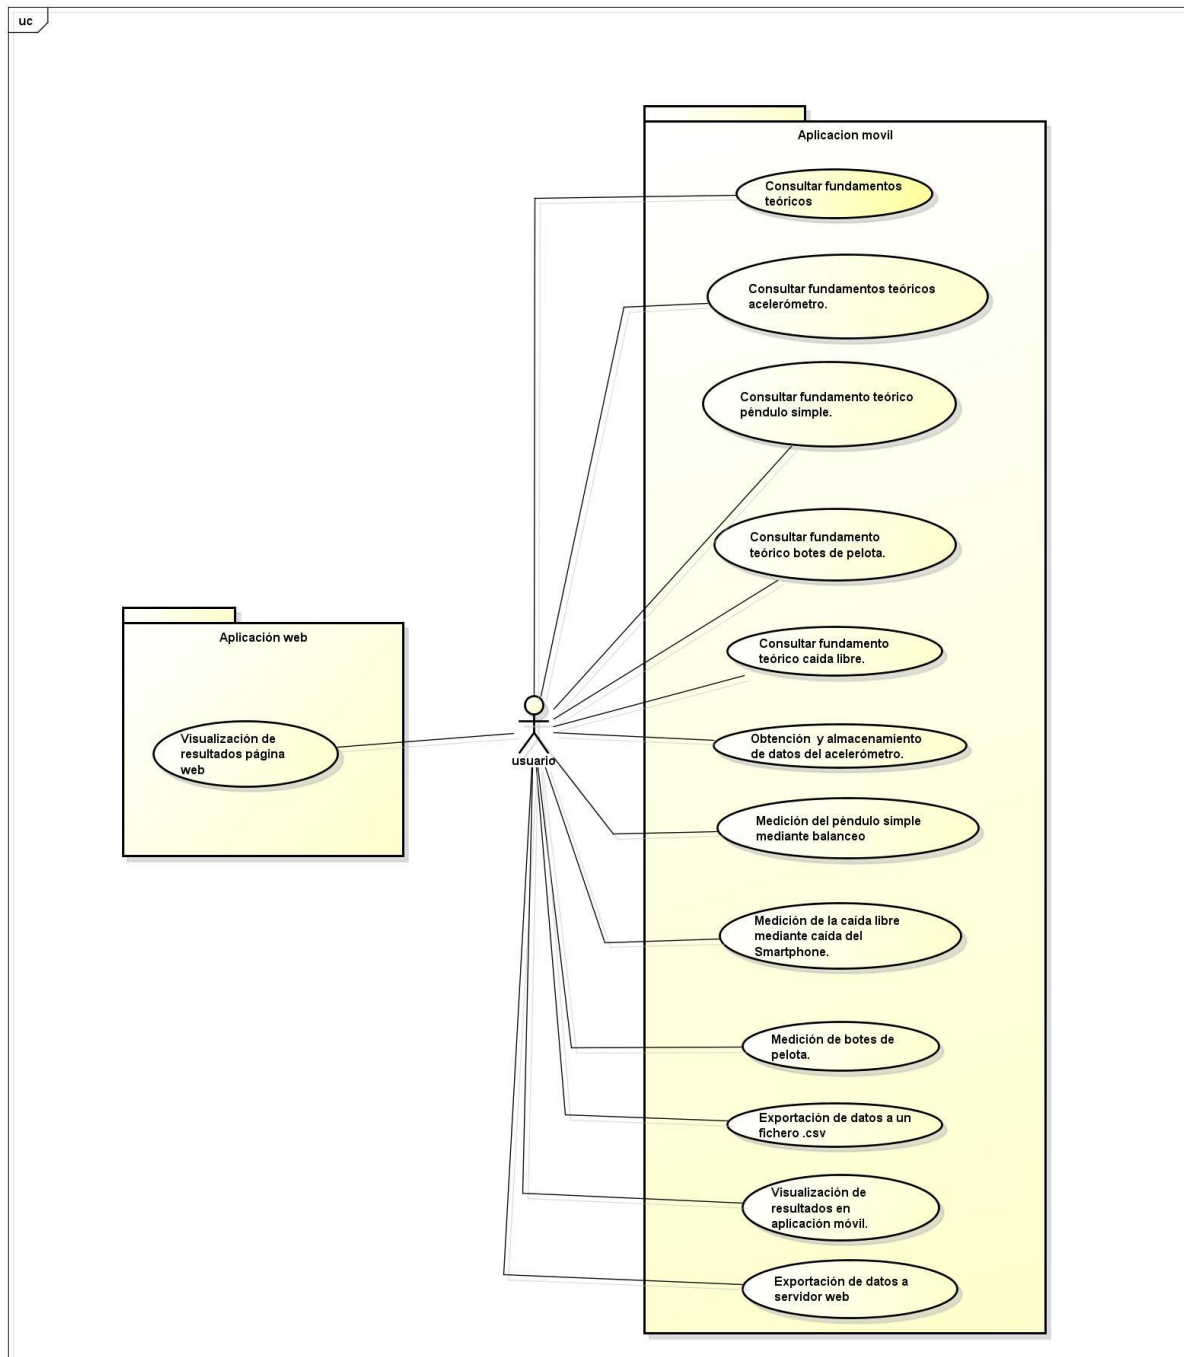 uc
Aplicacion movil
Consultar fundamentos
teóricos
Consultar fundamentos teóricos
acelerómetro.
Consultar fundamento teórico
péndulo simple.
Consultar fundamento
teórico botes de pelota.
Consultar fundamento
teórico caída libre.
Aplicación web
Visualización de
resultados página
web
usuario
Obtención y almacenamiento
de datos del acelerómetro.
Medición del péndulo simple
mediante balanceo
Medición de la caída libre
mediante caída del
Smartphone.
Medición de botes de
pelota.
Exportación de datos a un
fichero .csv
Visualización de
resultados en
aplicación móvil.
Exportación de datos a
servidor web